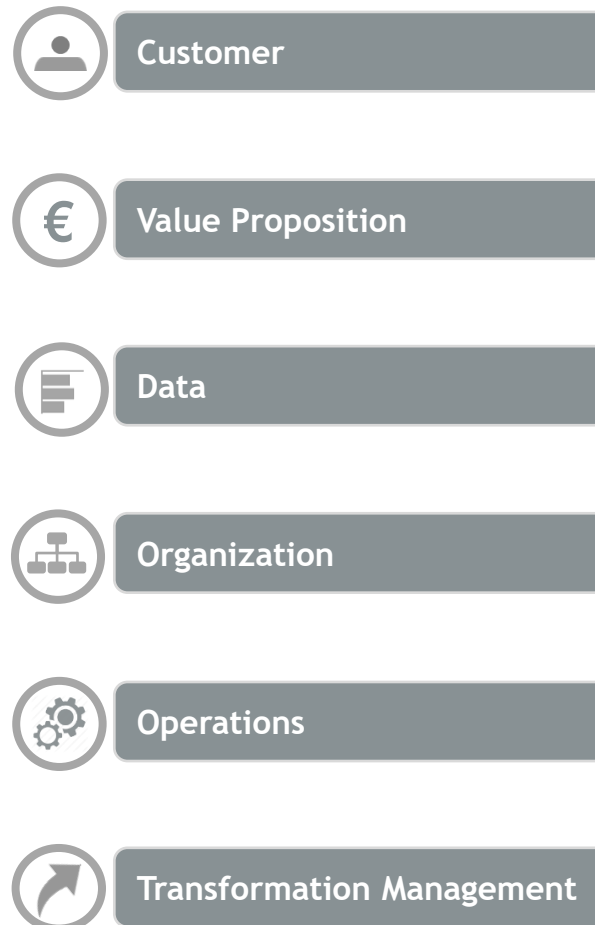 Customer
€
Value Proposition
Data
Organization
Operations
Transformation Management